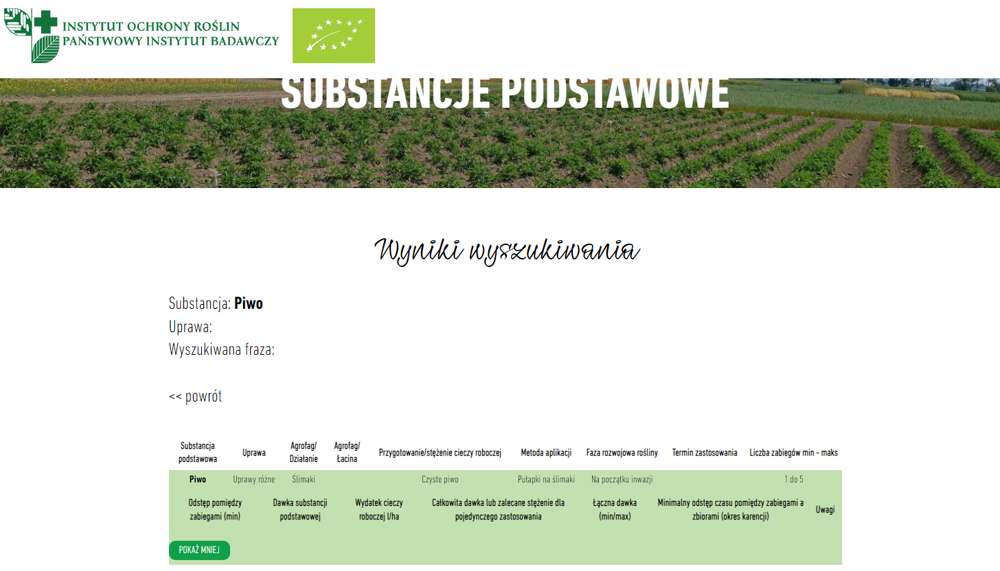 INSTYTUT OCHRONY ROŚLIN
PAŃSTWOWY INSTYTUT BADAWCZY
SUBSTANCJE PODSTAWOWE
Wyniki wyszukiwania
Substancja: Piwo
Uprawa:
Wyszukiwana fraza:
<< powrót
Substancja podstawowa
Uprawa
Agrofag/ Działanie
Agrofag/ Łacina
Przygotowanie/stężenie cieczy roboczej
Metoda aplikacji
Faza rozwojowa rośliny
Termin zastosowania
Liczba zabiegów min - maks
Piwo
Uprawy różne
Ślimaki
Czyste piwo
Pułapki na ślimaki
Na początku inwazji
1 do 5
Odstęp pomiędzy zabiegami (min)
Dawka substancji podstawowej
Wydatek cieczy roboczej l/ha
Całkowita dawka lub zalecane stężenie dla pojedynczego zastosowania
Łączna dawka (min/max)
Minimalny odstęp czasu pomiędzy zabiegami a zbiorami (okres karencji)
Uwagi
POKAŻ MNIEJ